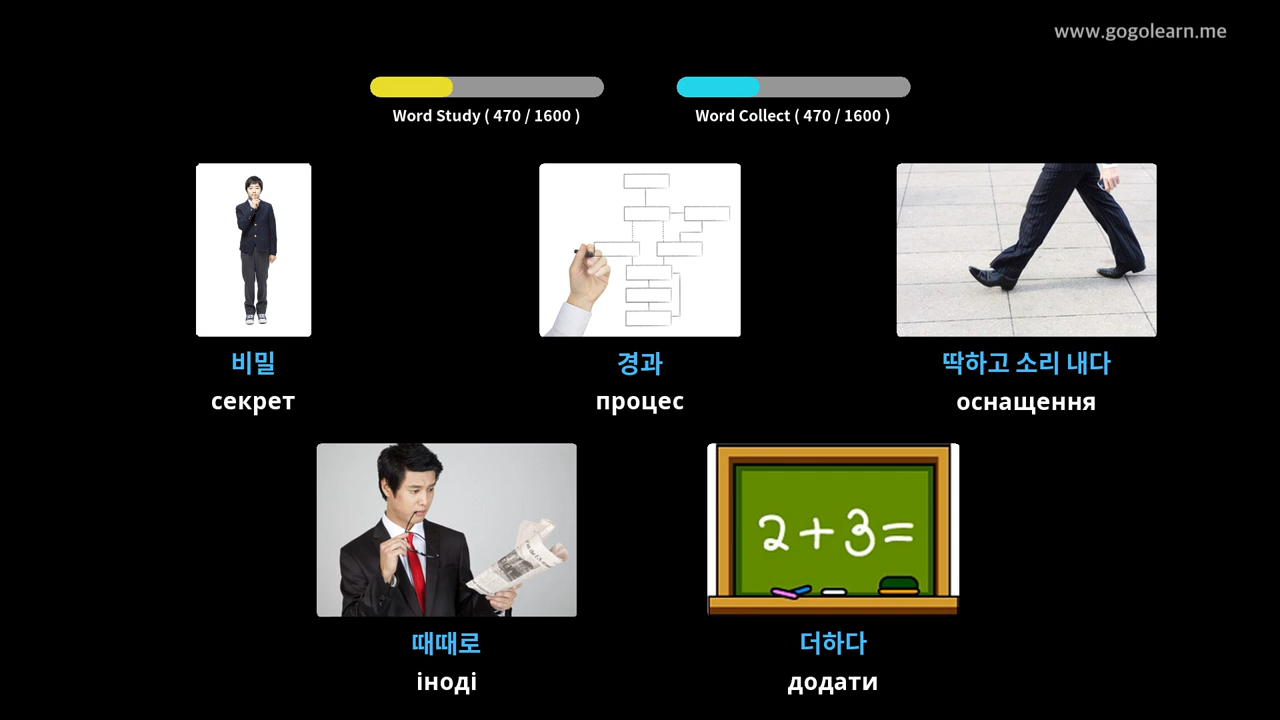 www.gogolearn.me
Word Study ( 470 / 1600 )
Word Collect ( 470 / 1600 )
비밀
секрет
경과
процес
딱하고 소리 내다
оснащення
때때로
іноді
2+3=
더하다
додати